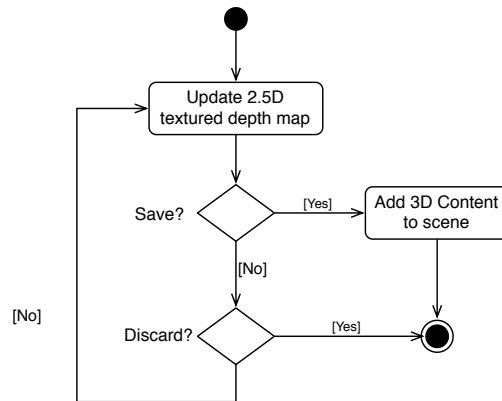 Update 2.5D
textured depth map
Save?
[Yes]
Add 3D Content
to scene
[No]
[No]
Discard?
[Yes]